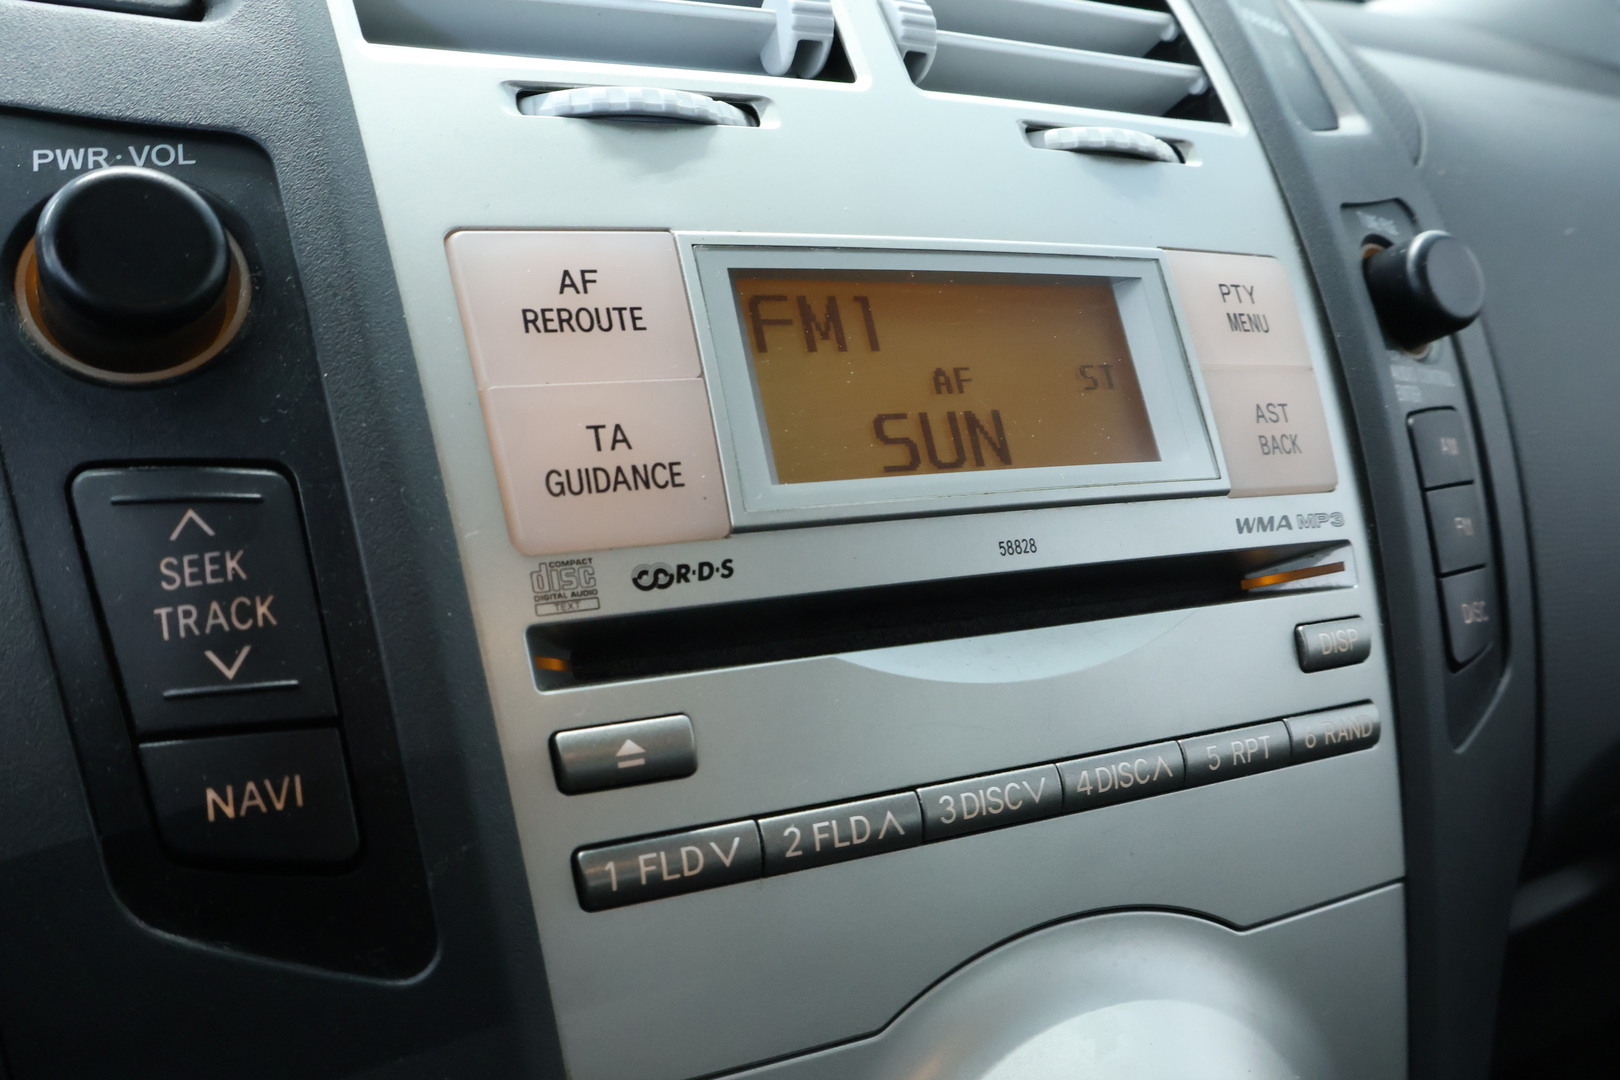 PWR·VOL
AF
REROUTE
TA
GUIDANCE
FM1
AF
ST
SUN
PTY
MENU
AST
BACK
COMPACT
disc
DIGITAL AUDIO
TEXT
R·D·S
58828
WMA MP3
SEEK
TRACK
NAVI
DISP
1 FLD ∨
2 FLD ∧
3 DISC ∨
4 DISC ∧
5 RPT
6 RAND
AM
FM
DISC